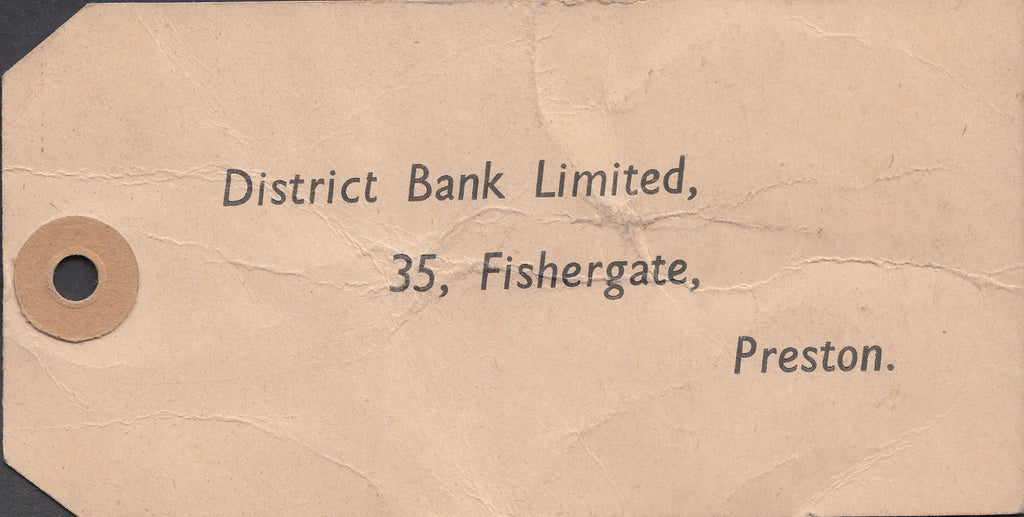 District Bank Limited,
35, Fishergate,
Preston.